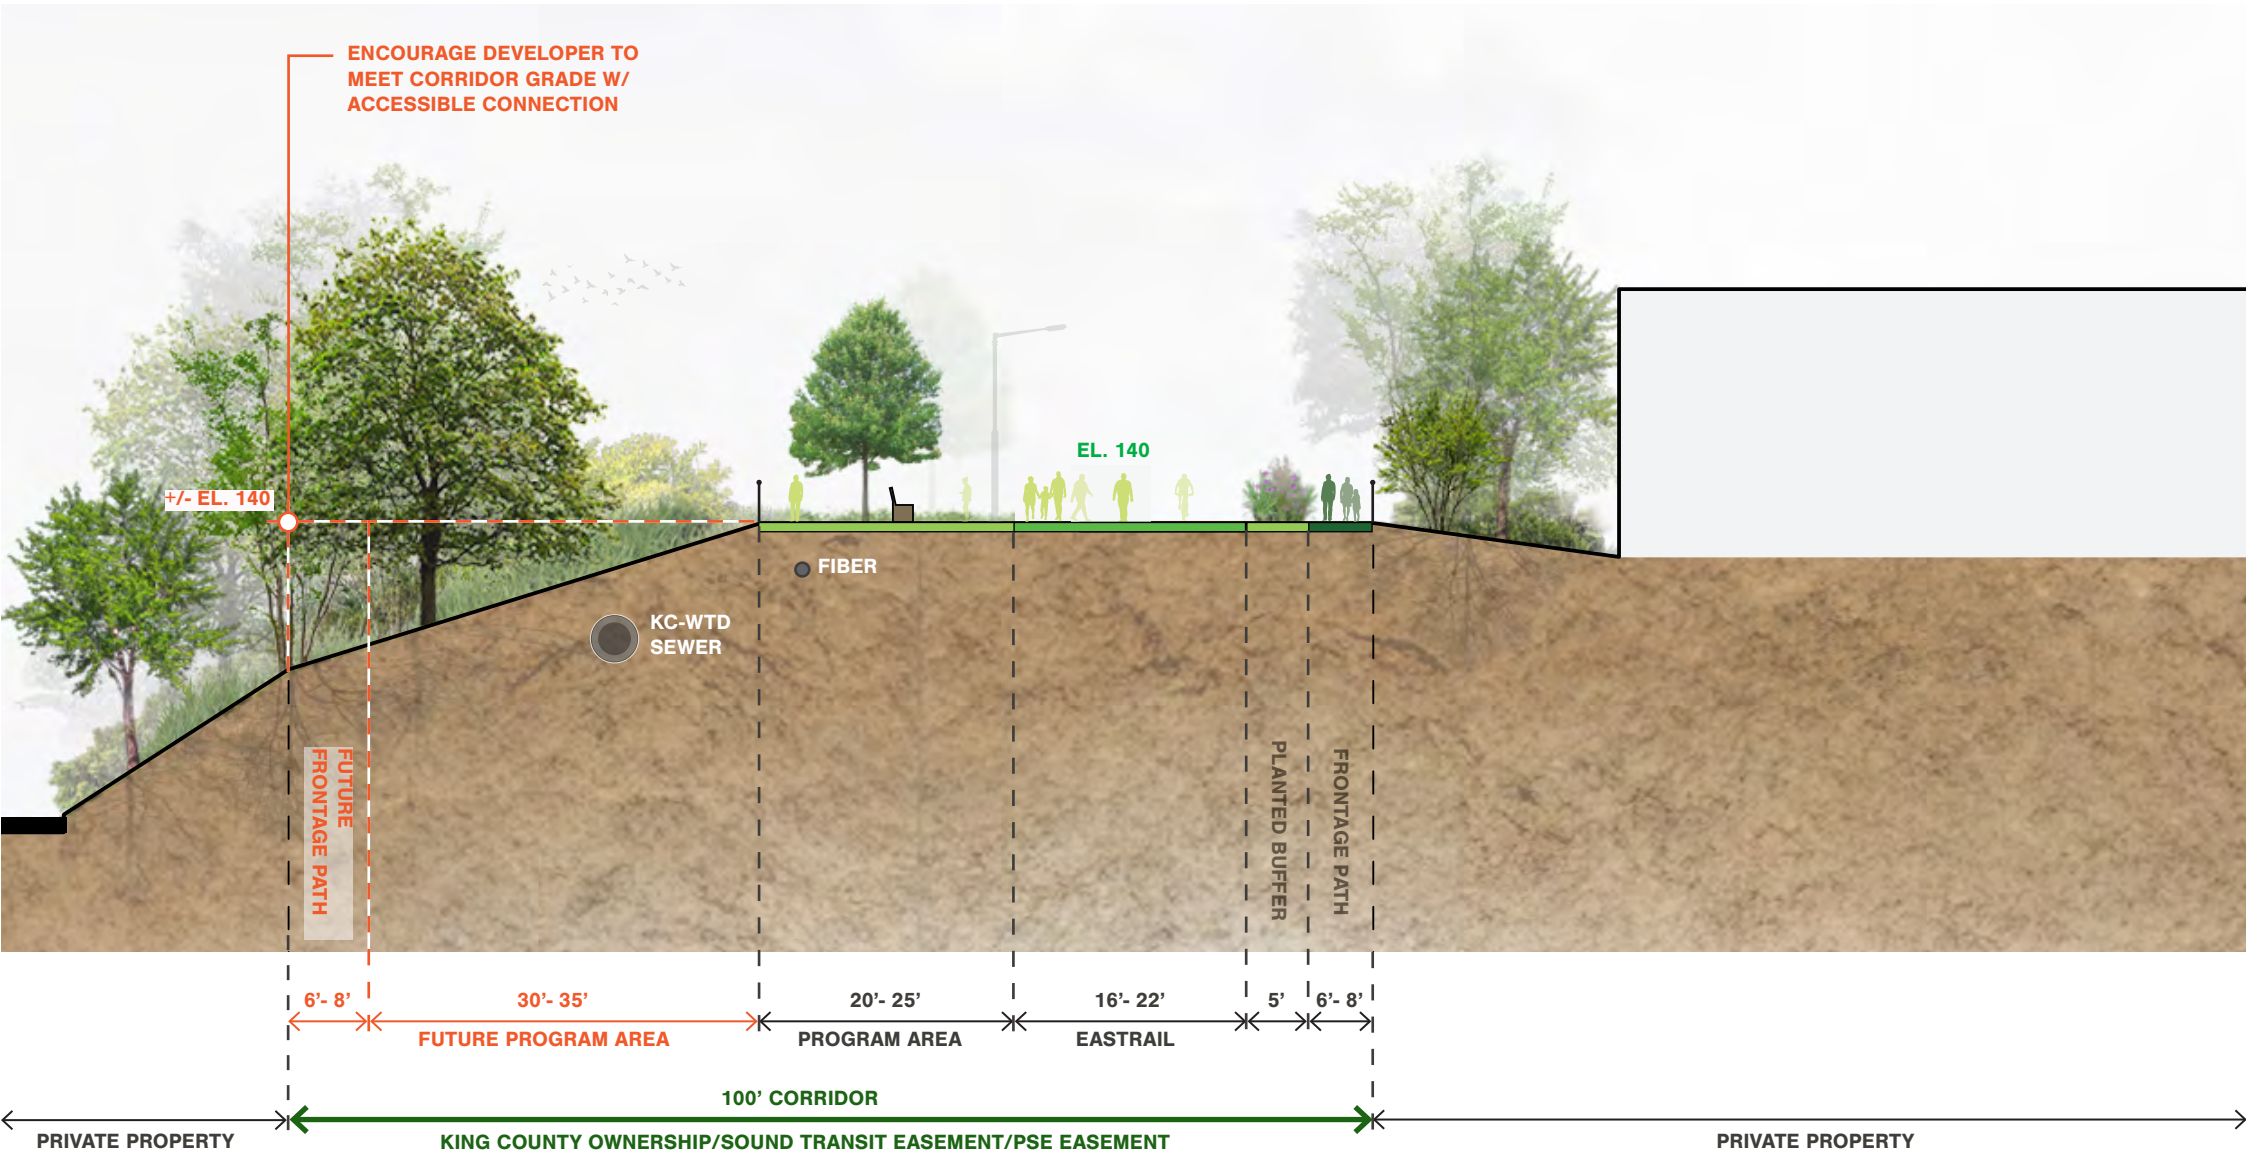 ENCOURAGE DEVELOPER TO
MEET CORRIDOR GRADE W/
ACCESSIBLE CONNECTION
EL. 140
+/- EL. 140
FIBER
KC-WTD
SEWER
FUTURE
FRONTAGE PATH
PLANTED BUFFER
FRONTAGE PATH
6’- 8’
30’- 35’
20’- 25’
16’- 22’
5’
6’- 8’
FUTURE PROGRAM AREA
PROGRAM AREA
EASTRAIL
100’ CORRIDOR
PRIVATE PROPERTY
KING COUNTY OWNERSHIP/SOUND TRANSIT EASEMENT/PSE EASEMENT
PRIVATE PROPERTY